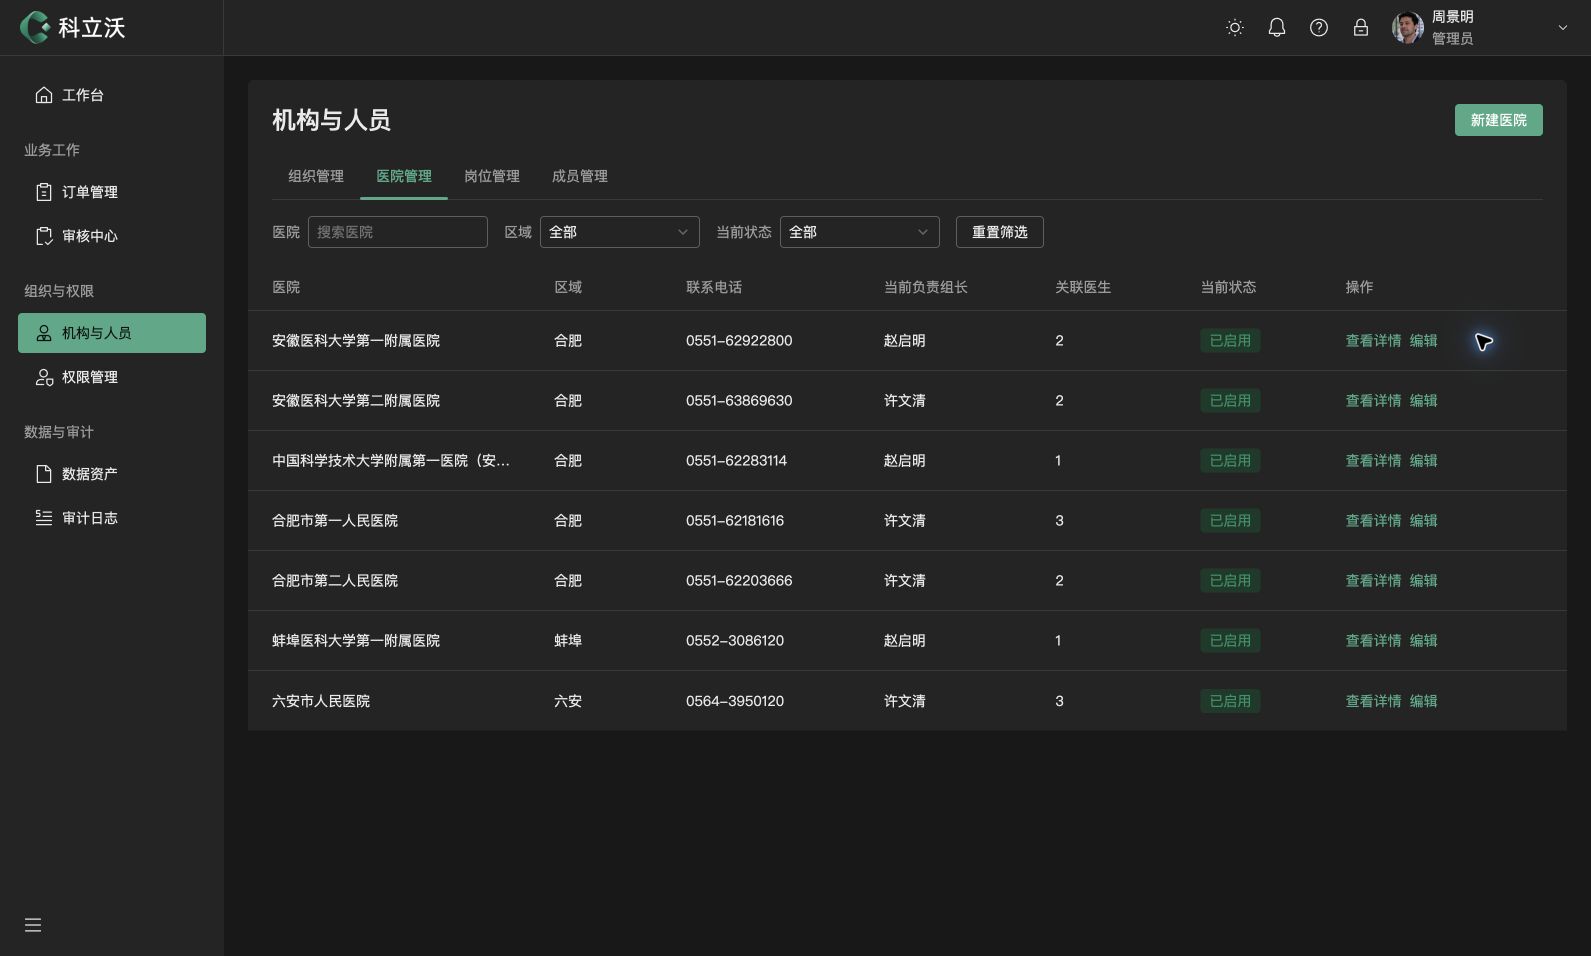 科立沃
周景明
管理员
工作台
业务工作
订单管理
审核中心
组织与权限
机构与人员
权限管理
数据与审计
数据资产
审计日志
机构与人员
新建医院
组织管理 医院管理 岗位管理 成员管理
医院 搜索医院 区域 全部 当前状态 全部 重置筛选
医院 区域 联系电话 当前负责组长 关联医生 当前状态 操作
安徽医科大学第一附属医院 合肥 0551-62922800 赵启明 2 已启用 查看详情 编辑
安徽医科大学第二附属医院 合肥 0551-63869630 许文清 2 已启用 查看详情 编辑
中国科学技术大学附属第一医院（安... 合肥 0551-62283114 赵启明 1 已启用 查看详情 编辑
合肥市第一人民医院 合肥 0551-62181616 许文清 3 已启用 查看详情 编辑
合肥市第二人民医院 合肥 0551-62203666 许文清 2 已启用 查看详情 编辑
蚌埠医科大学第一附属医院 蚌埠 0552-3086120 赵启明 1 已启用 查看详情 编辑
六安市人民医院 六安 0564-3950120 许文清 3 已启用 查看详情 编辑